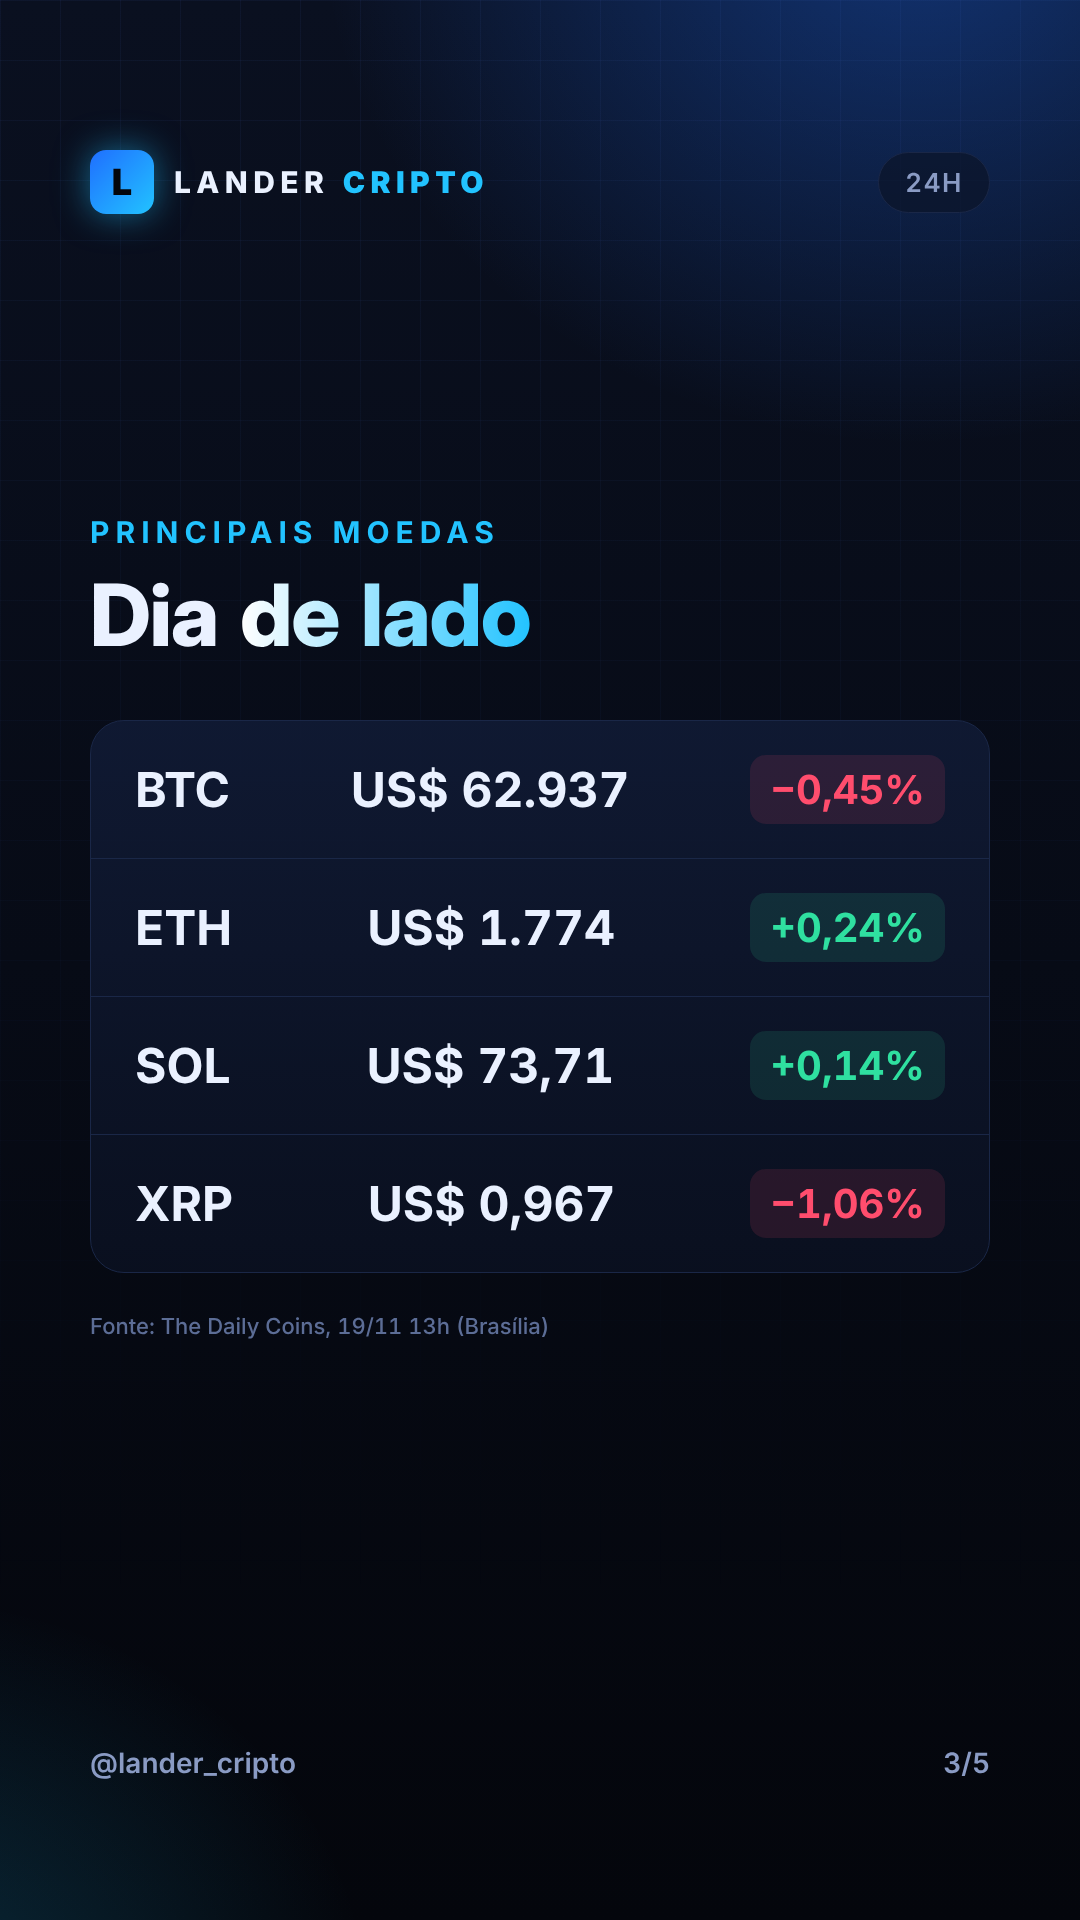 L LANDER CRIPTO 24H
PRINCIPAIS MOEDAS
Dia de lado
BTC US$ 62.937 −0,45%
ETH US$ 1.774 +0,24%
SOL US$ 73,71 +0,14%
XRP US$ 0,967 −1,06%
Fonte: The Daily Coins, 19/11 13h (Brasília)
@lander_cripto 3/5